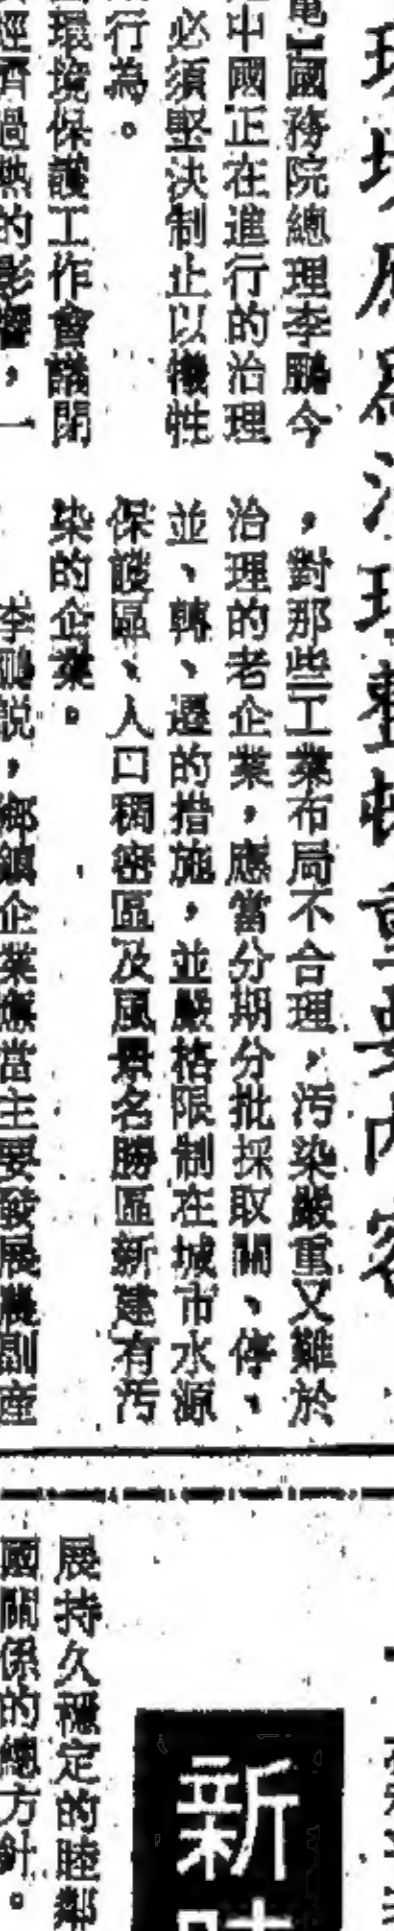 國務院總理李鵬今
中國正在進行的治理
必須堅決制止以犧牲
行為。
環境保護工作會議閉
經濟過熱的影響，一
，對那些工業布局不合理，污染嚴重又難於
治理的老企業，應當分期分批採取關、停、
並、轉、遷的措施，並嚴格限制在城市水源
保護區、人口稠密區及風景名勝區新建有污
染的企業。
李鵬說，鄉鎮企業應當主要發展農副產
展持久穩定的睦鄰
國關係的總方針。
新